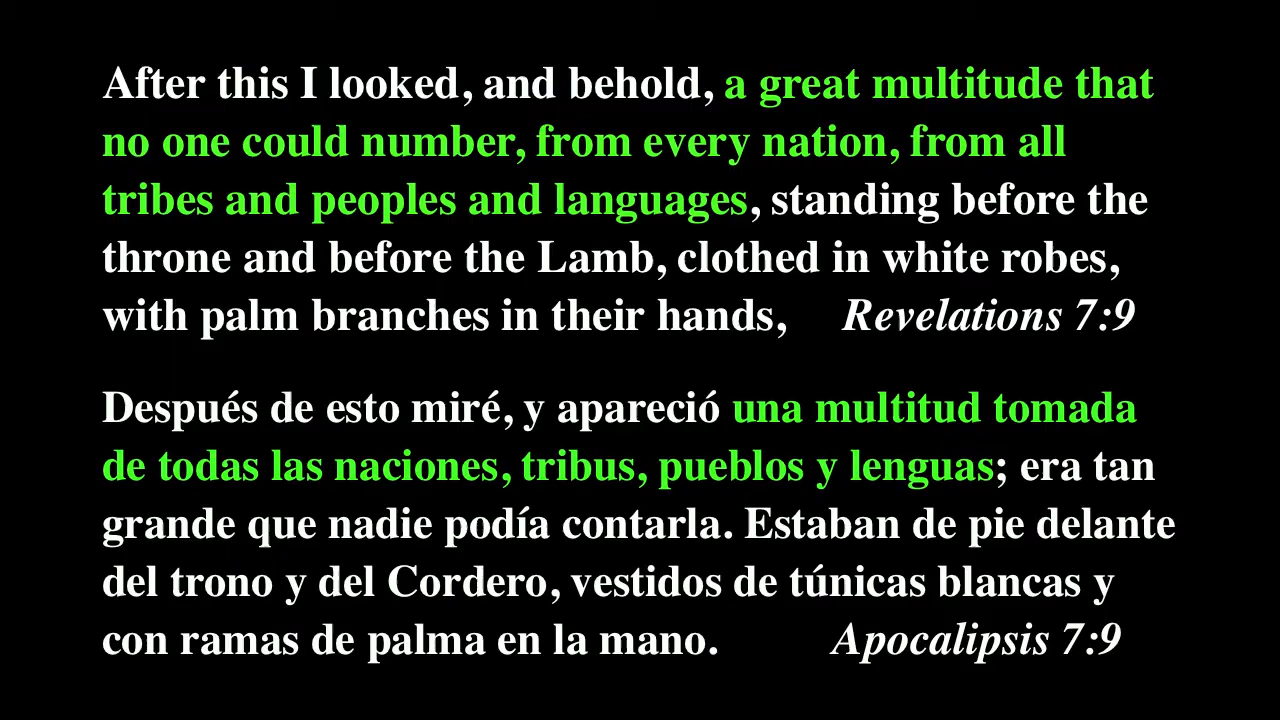 After this I looked, and behold, a great multitude that
no one could number, from every nation, from all
tribes and peoples and languages, standing before the
throne and before the Lamb, clothed in white robes,
with palm branches in their hands, Revelations 7:9
Después de esto miré, y apareció una multitud tomada
de todas las naciones, tribus, pueblos y lenguas; era tan
grande que nadie podía contarla. Estaban de pie delante
del trono y del Cordero, vestidos de túnicas blancas y
con ramas de palma en la mano. Apocalipsis 7:9